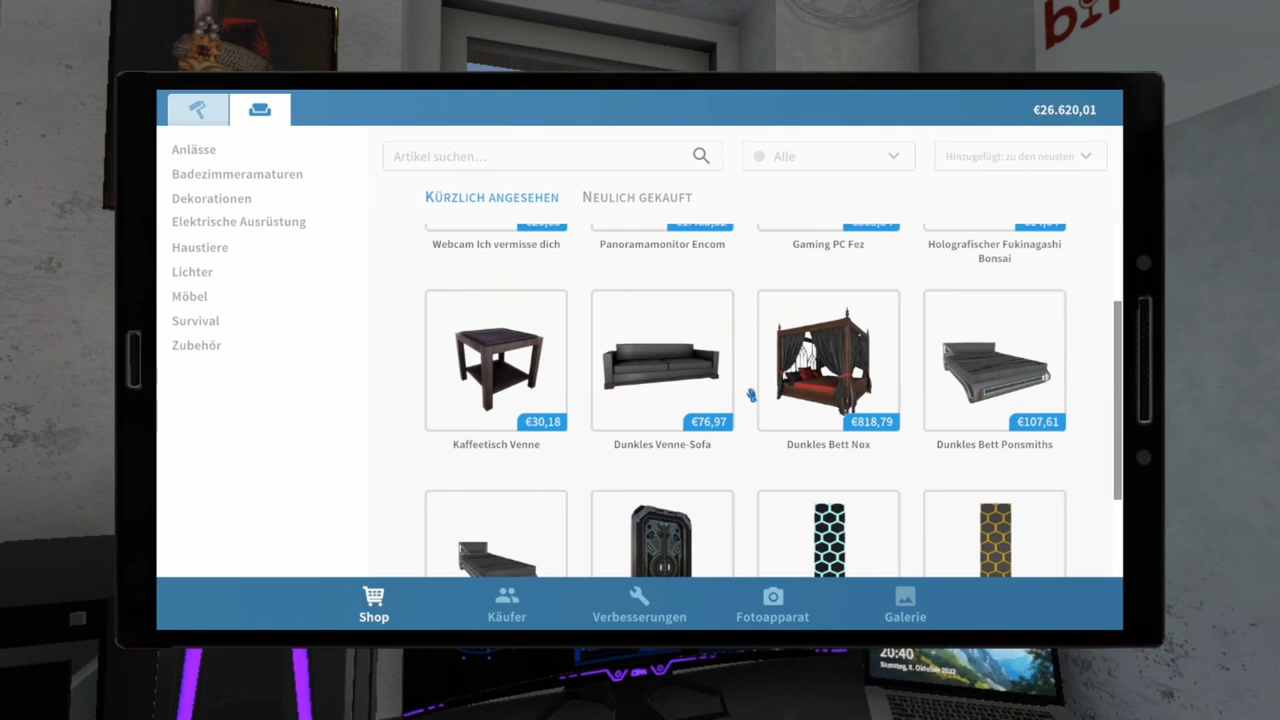 €26.620,01
Artikel suchen...
Alle
Hinzugefügt: zu den neusten
Anlässe
Badezimmeramaturen
Dekorationen
Elektrische Ausrüstung
Haustiere
Lichter
Möbel
Survival
Zubehör
KÜRZLICH ANGESEHEN
NEULICH GEKAUFT
Webcam Ich vermisse dich
Panoramamonitor Encom
Gaming PC Fez
Holografischer Fukinagashi
Bonsai
€30,18
€76,97
€818,79
€107,61
Kaffeetisch Venne
Dunkles Venne-Sofa
Dunkles Bett Nox
Dunkles Bett Ponsmiths
Shop
Käufer
Verbesserungen
Fotoapparat
Galerie
20:40